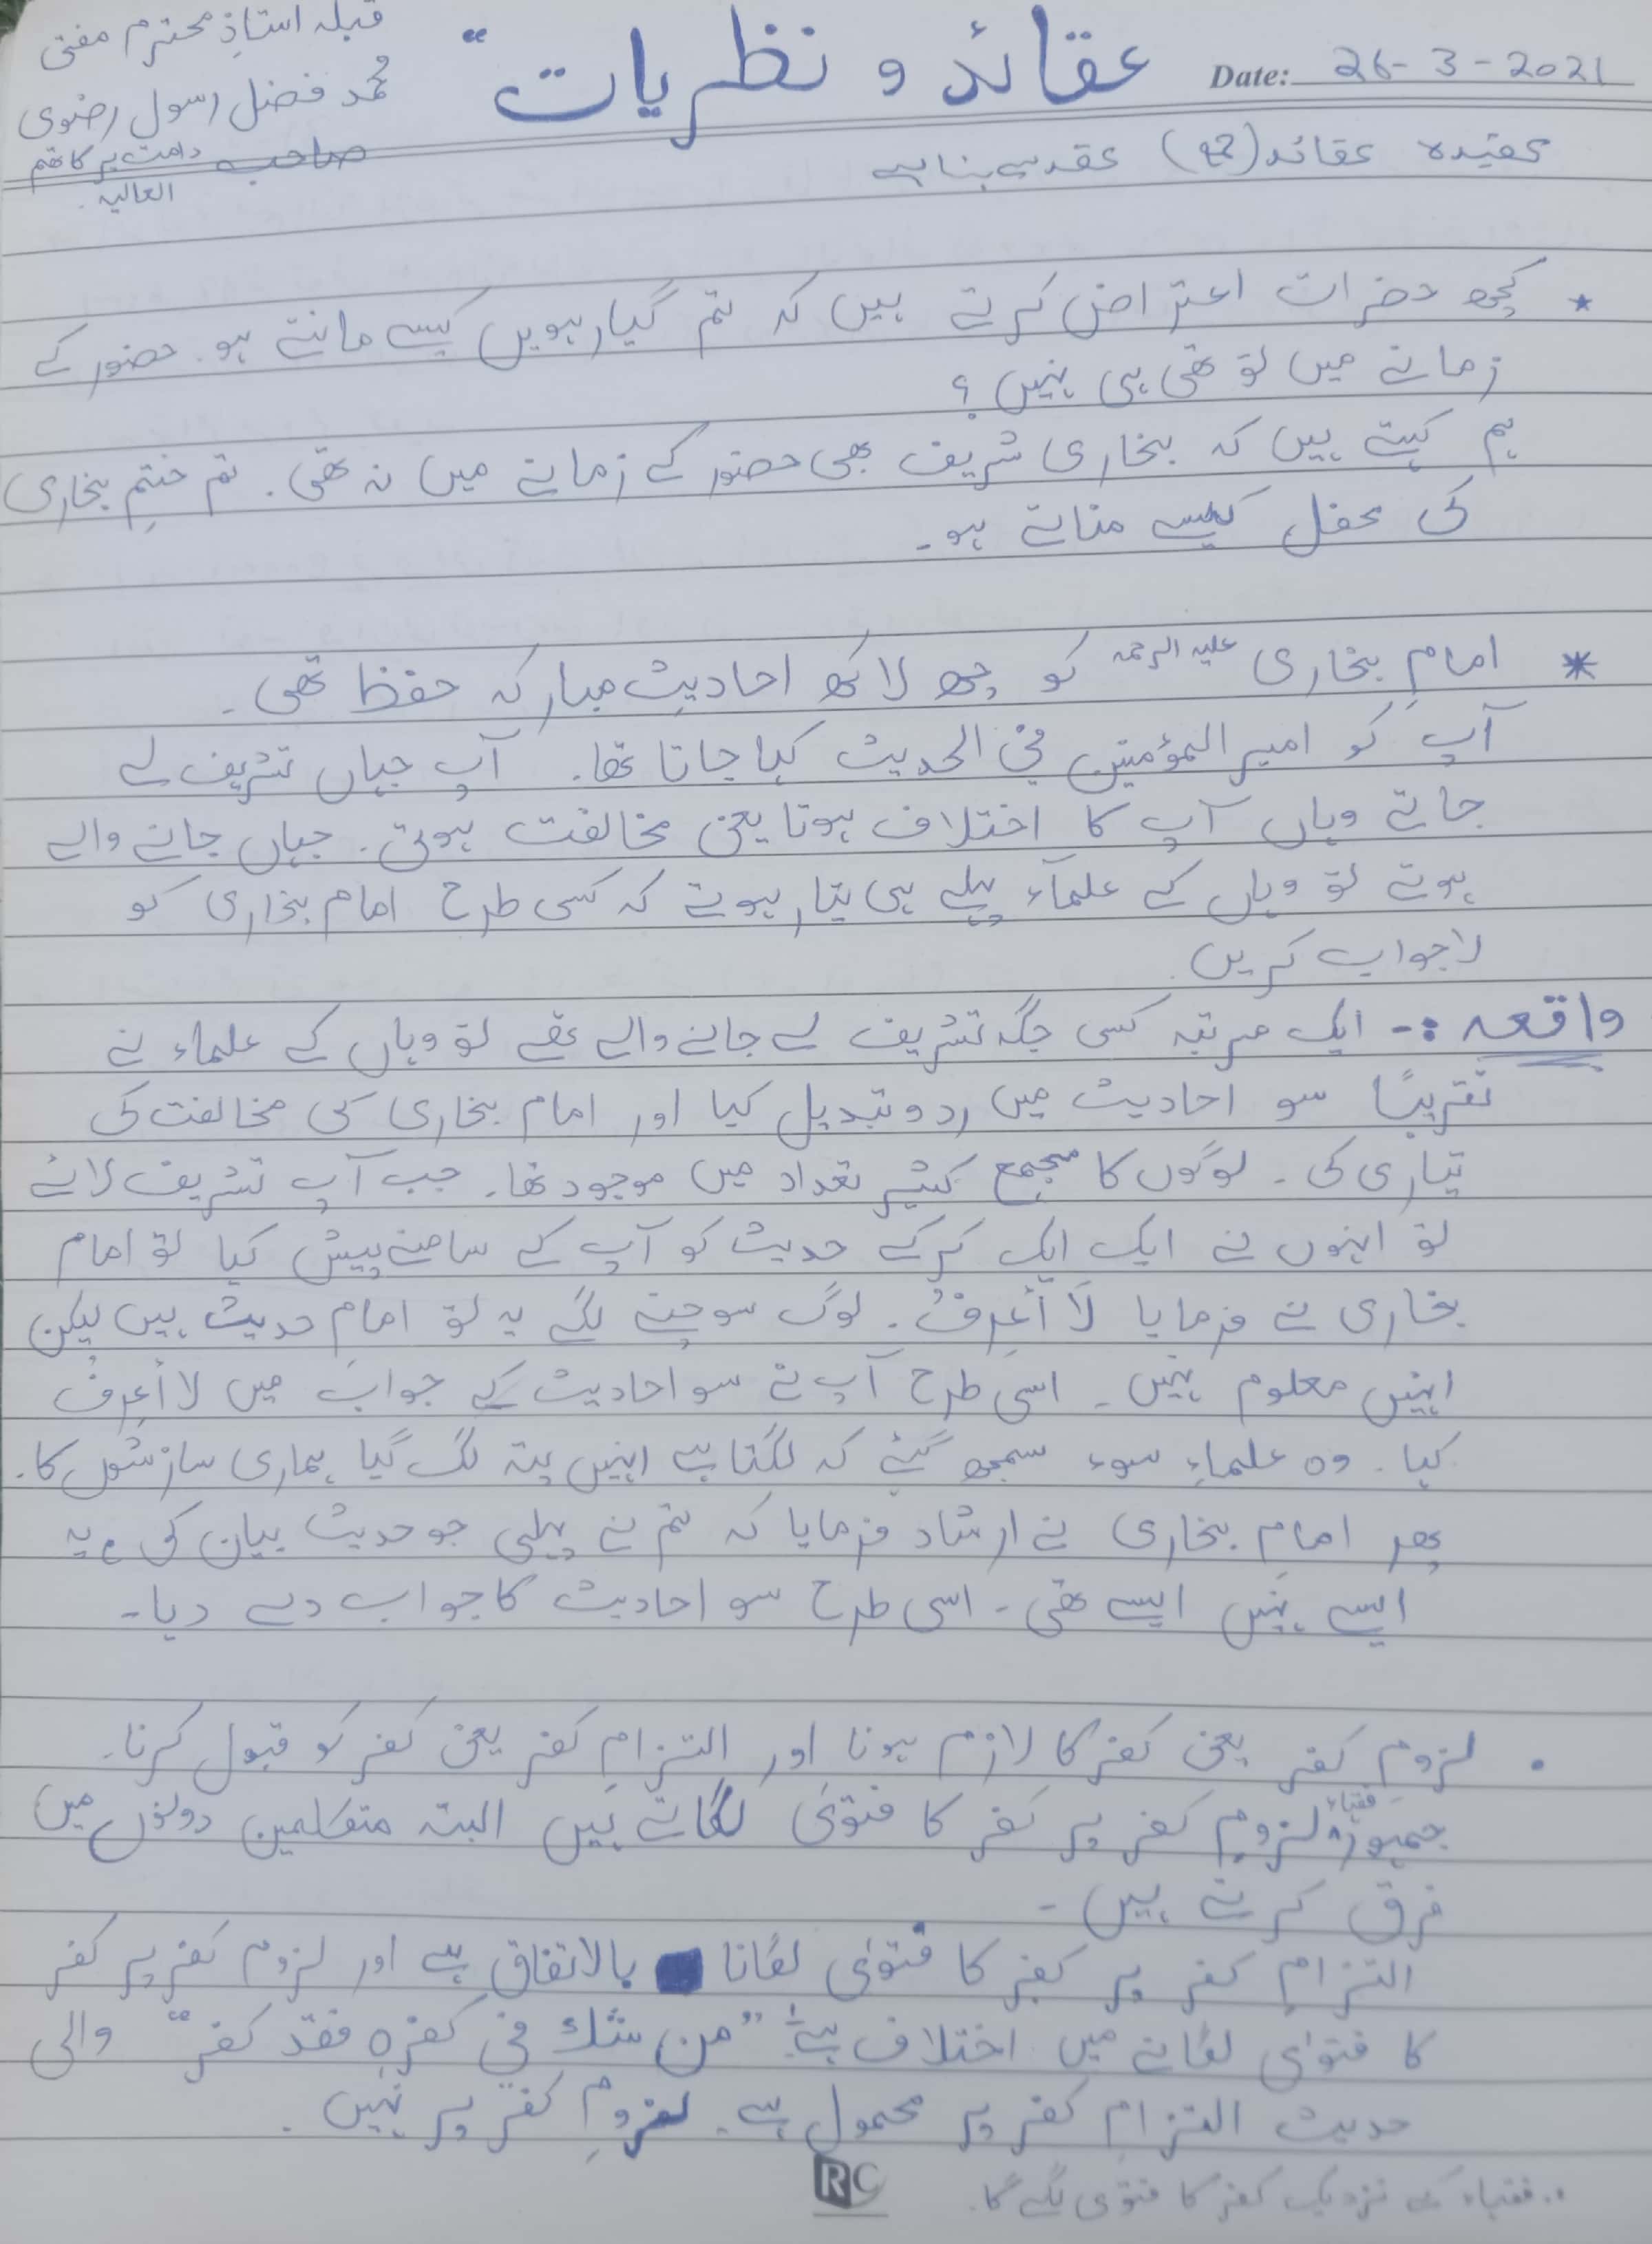 Date: 26-3-2021
عقائد و نظریات"
قبلہ استاذِ محترم مفتی
محمد فضل رسول رضوی
صاحب دامت برکاتھم
العالیہ
عقیدہ عقائد عقد سے بنا ہے
* کچھ حضرات اعتراض کرتے ہیں کہ تم گیارہویں کیسے مانتے ہو۔ حضور کے
زمانے میں تو تھی ہی نہیں؟
ہم کہتے ہیں کہ بخاری شریف بھی حضور کے زمانے میں نہ تھی۔ تم ختمِ بخاری
کی محفل کیسے مناتے ہو۔
* امامِ بخاری علیہ الرحمہ کو چھ لاکھ احادیثِ مبارکہ حفظ تھی۔
آپ کو امیر المؤمنین فی الحدیث کہا جاتا تھا۔ آپ جہاں تشریف لے
جاتے وہاں آپ کا اختلاف ہوتا یعنی مخالفت ہوتی۔ جہاں جانے والے
ہوتے تو وہاں کے علمآء پہلے ہی تیار ہوتے کہ کسی طرح امام بخاری کو
لاجواب کریں۔
واقعہ :- ایک مرتبہ کسی جگہ تشریف لے جانے والے تھے تو وہاں کے علماء نے
تقریباً سو احادیث میں ردوتبدیل کیا اور امام بخاری کی مخالفت کی
تیاری کی۔ لوگوں کا مجمع کثیر تعداد میں موجود تھا۔ جب آپ تشریف لائے
تو انہوں نے ایک ایک کرکے حدیث کو آپ کے سامنے پیش کیا تو امام
بخاری نے فرمایا لَا أَعرِفُ۔ لوگ سوچنے لگے یہ تو امامِ حدیث ہیں لیکن
انہیں معلوم نہیں۔ اسی طرح آپ نے سو احادیث کے جواب میں لا أَعرِفُ
کہا۔ وہ علماءِ سوء سمجھ گئے کہ لگتا ہے انہیں پتہ لگ گیا ہماری سازشوں کا۔
پھر امام بخاری نے ارشاد فرمایا کہ تم نے پہلی جو حدیث بیان کی وہ یہ
ایسے نہیں ایسے تھی۔ اسی طرح سو احادیث کا جواب دے دیا۔
• لزومِ کفر یعنی کفر کا لازم ہونا اور التزامِ کفر یعنی کفر کو قبول کرنا۔
جمہور فقہاء لزومِ کفر پر کفر کا فتویٰ لگاتے ہیں البتہ متکلمین دونوں میں
فرق کرتے ہیں۔
التزامِ کفر پر کفر کا فتویٰ لگانا بالاتفاق ہے اور لزوم کفر پر کفر
کا فتویٰ لگانے میں اختلاف ہے۔ "من شك فی کفرہ فقد کفر" والی
حدیث التزامِ کفر پر محمول ہے۔ لزومِ کفر پر نہیں۔
۰۰ فقہاء کے نزدیک کفر کا فتویٰ لگے گا۔
RC